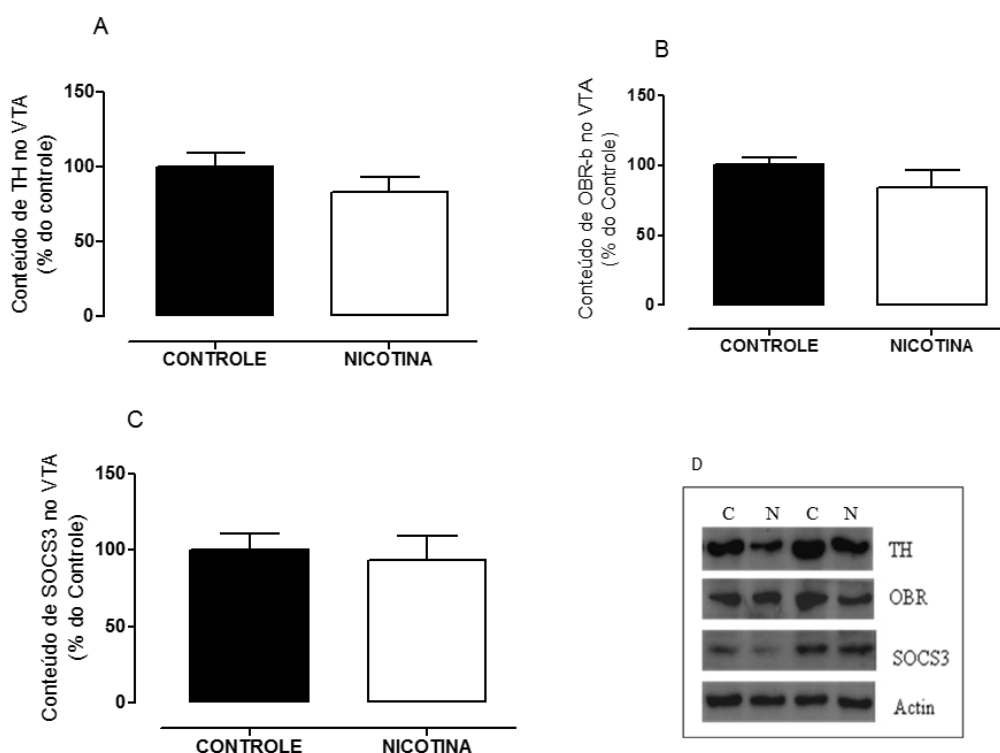 A
Conteúdo de TH no VTA
(% do controle)
150
100
50
0
CONTROLE NICOTINA
B
Conteúdo de OBR-b no VTA
(% do Controle)
150
100
50
0
CONTROLE NICOTINA
C
Conteúdo de SOCS3 no VTA
(% do Controle)
150
100
50
0
CONTROLE NICOTINA
D
C N C N
TH
OBR
SOCS3
Actin